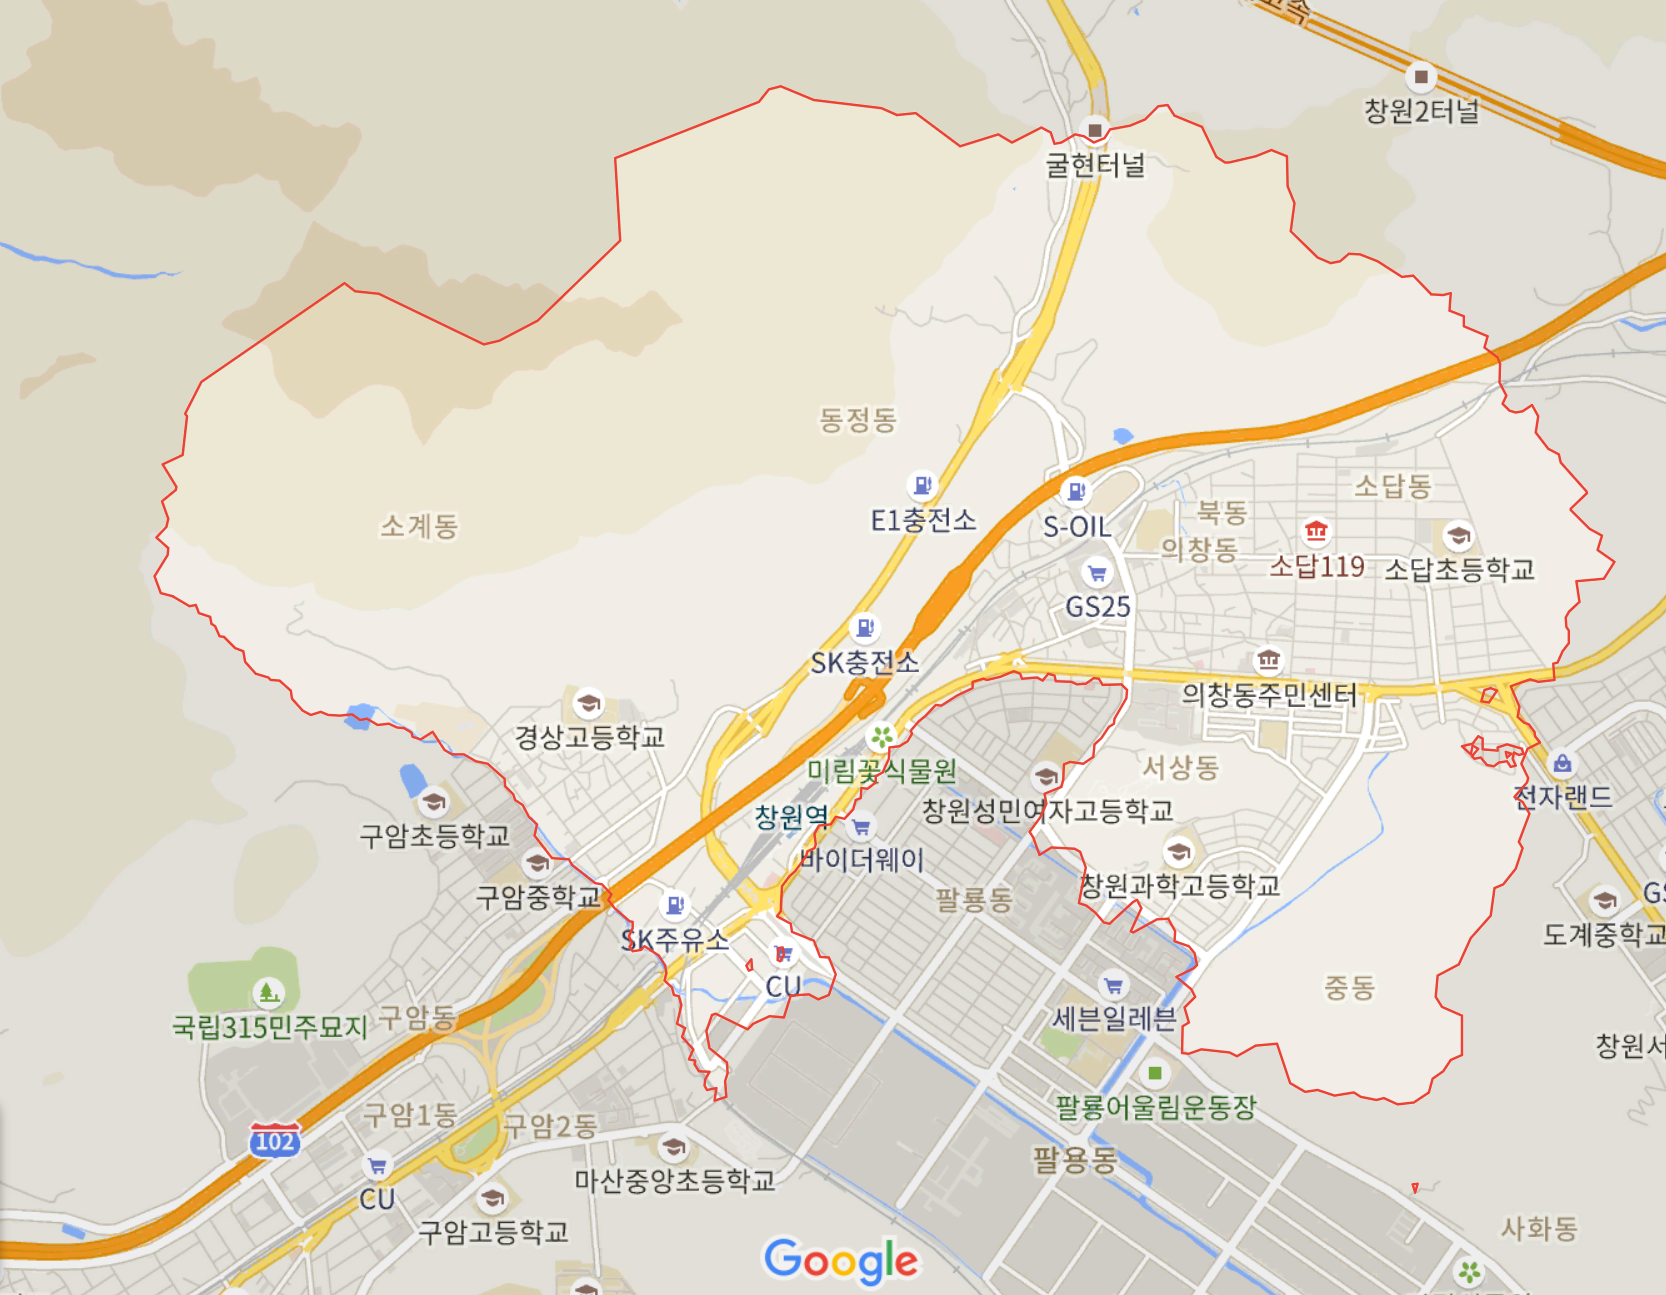 고속
창원2터널
굴현터널
동정동
소답동
E1충전소
S-OIL
북동
의창동
소답119
소답초등학교
소계동
GS25
SK충전소
의창동주민센터
경상고등학교
미림꽃식물원
서상동
창원역
창원성민여자고등학교
전자랜드
구암초등학교
바이더웨이
구암중학교
창원과학고등학교
팔룡동
GS
도계중학교
SK주유소
CU
중동
세븐일레븐
구암동
국립315민주묘지
창원서
구암1동
구암2동
102
팔룡어울림운동장
마산중앙초등학교
팔용동
CU
구암고등학교
사화동
Google